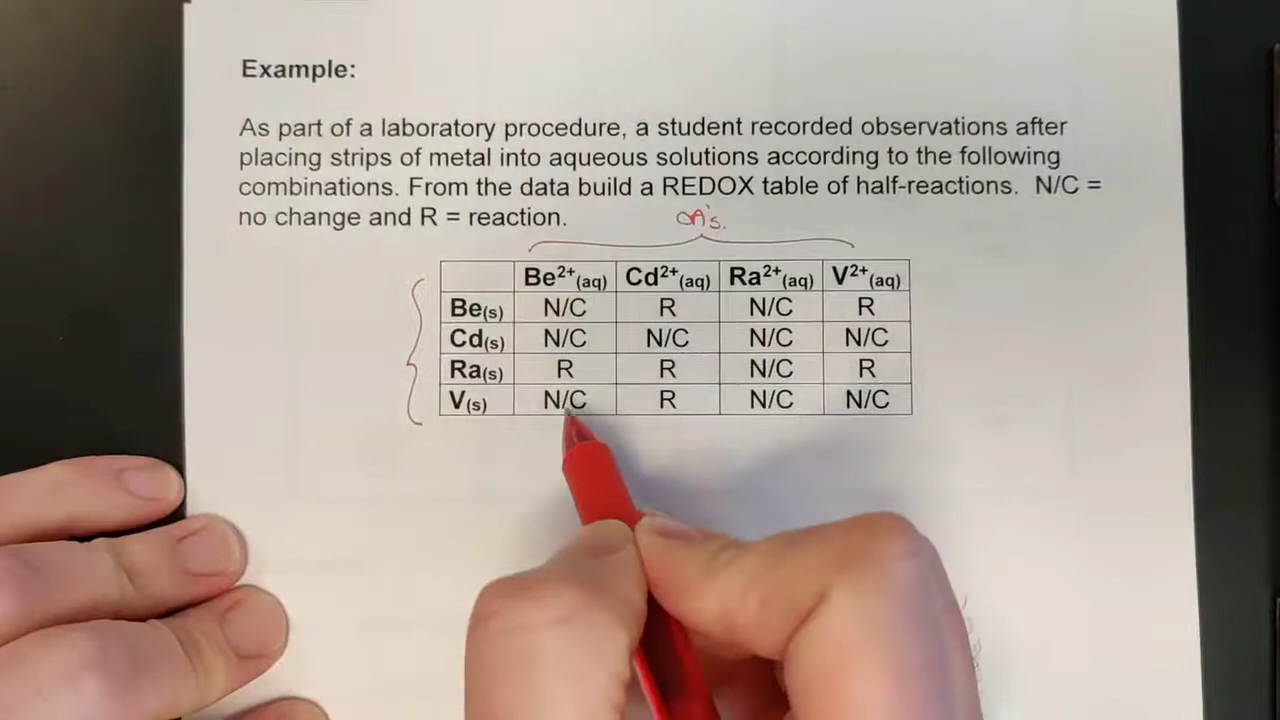 Example:
As part of a laboratory procedure, a student recorded observations after
placing strips of metal into aqueous solutions according to the following
combinations. From the data build a REDOX table of half-reactions. N/C =
no change and R = reaction.
OA's.
Be²⁺(aq) Cd²⁺(aq) Ra²⁺(aq) V²⁺(aq)
Be(s) N/C R N/C R
Cd(s) N/C N/C N/C N/C
Ra(s) R R N/C R
V(s) N/C R N/C N/C